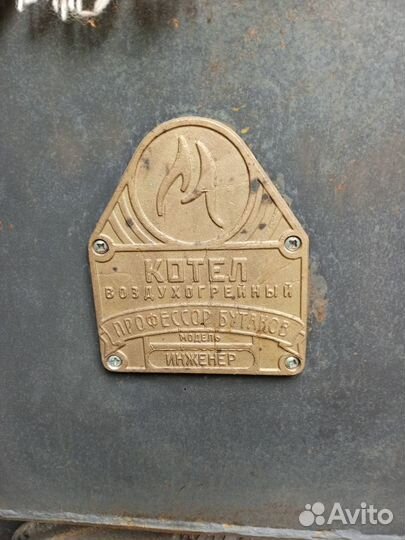 КОТЕЛ
ВОЗДУХОГРЕЙНЫЙ
ПРОФЕССОР БУТАКОВ
МОДЕЛЬ
ИНЖЕНЕР
Avito